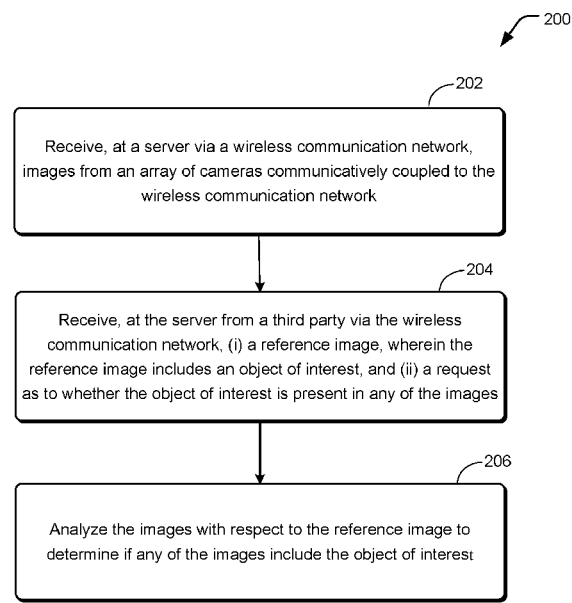 200
202
Receive, at a server via a wireless communication network,
images from an array of cameras communicatively coupled to the
wireless communication network
204
Receive, at the server from a third party via the wireless
communication network, (i) a reference image, wherein the
reference image includes an object of interest, and (ii) a request
as to whether the object of interest is present in any of the images
206
Analyze the images with respect to the reference image to
determine if any of the images include the object of interest